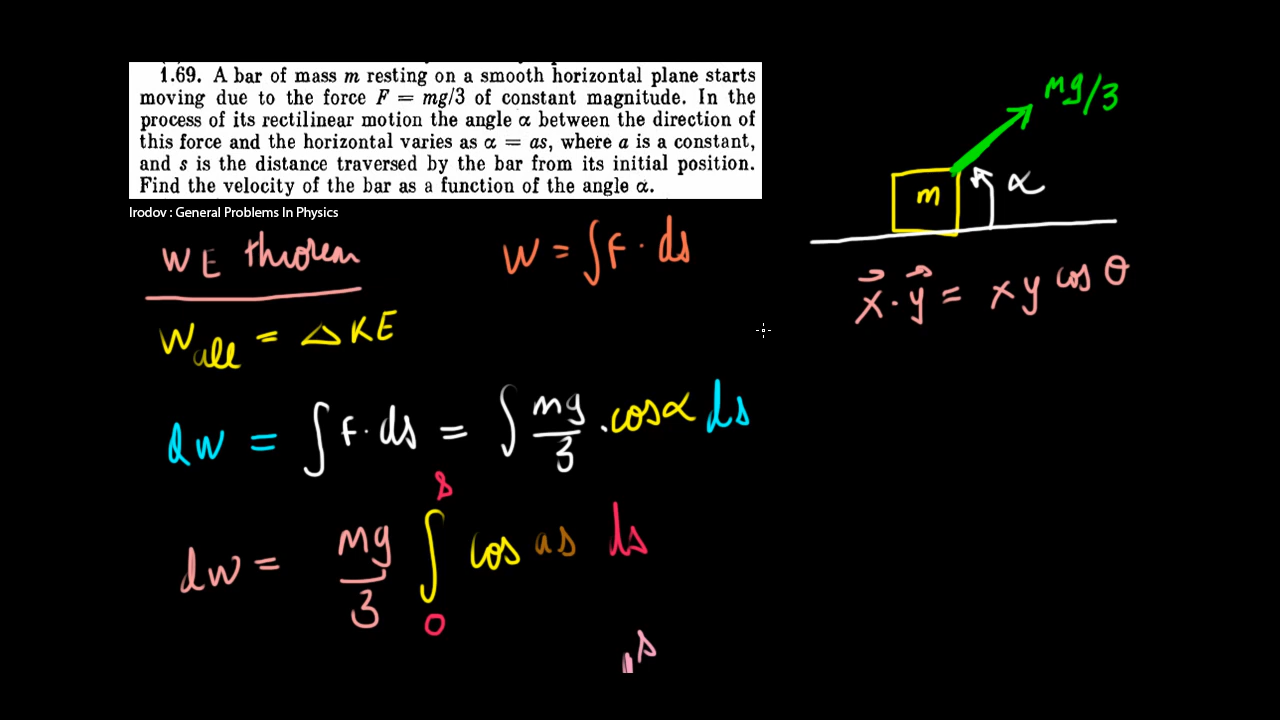 1.69. A bar of mass m resting on a smooth horizontal plane starts
moving due to the force F = mg/3 of constant magnitude. In the
process of its rectilinear motion the angle α between the direction of
this force and the horizontal varies as α = as, where a is a constant,
and s is the distance traversed by the bar from its initial position.
Find the velocity of the bar as a function of the angle α.
Irodov : General Problems In Physics
mg/3
m
α
WE thorem
W = ∫F · ds
x⃗ · y⃗ = xy cos θ
W all = △KE
dw = ∫F · ds = ∫ mg/3 . cosα ds
dw = mg/3 ∫₀ˢ cos as ds
s